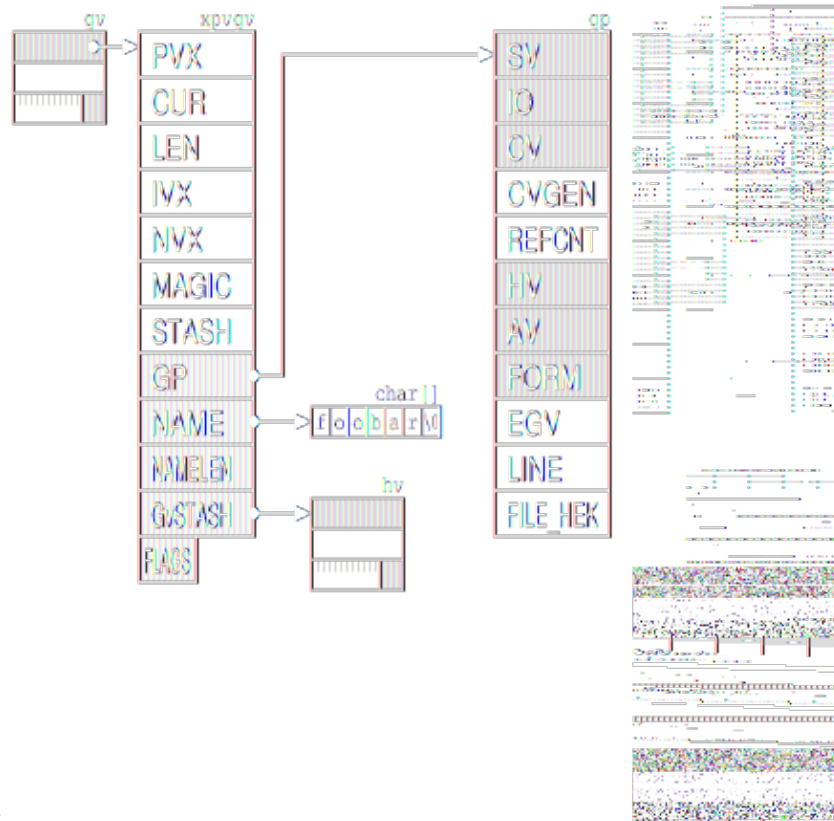 gv
xpvgv
gp
PVX
CUR
LEN
IVX
NVX
MAGIC
STASH
GP
NAME
NAMELEN
GvSTASH
FLAGS
char[]
foobar\0
hv
SV
IO
CV
CVGEN
REFCNT
HV
AV
FORM
EGV
LINE
FILE_HEK